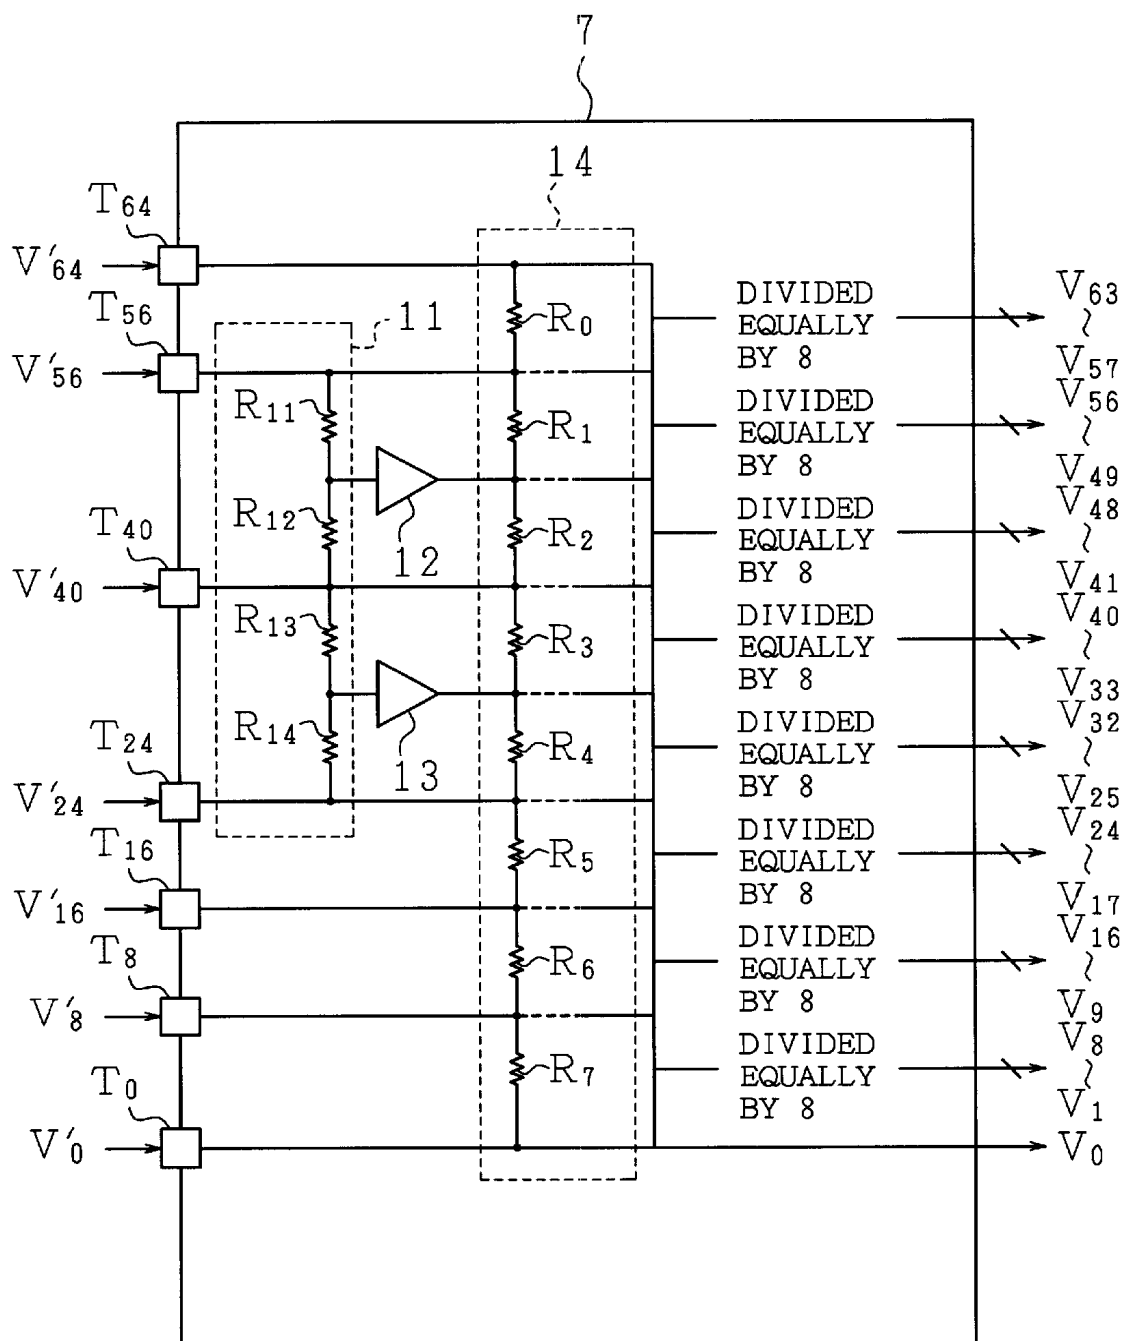 7
14
T64
V′64
T56
V′56
11
R0
DIVIDED
EQUALLY
BY 8
V63
~
V57
R11
R1
DIVIDED
EQUALLY
BY 8
V56
~
V49
R12
12
R2
DIVIDED
EQUALLY
BY 8
V48
~
V41
T40
V′40
R13
R3
DIVIDED
EQUALLY
BY 8
V40
~
V33
R14
13
R4
DIVIDED
EQUALLY
BY 8
V32
~
V25
T24
V′24
R5
DIVIDED
EQUALLY
BY 8
V24
~
V17
T16
V′16
R6
DIVIDED
EQUALLY
BY 8
V16
~
V9
T8
V′8
R7
DIVIDED
EQUALLY
BY 8
V8
~
V1
T0
V′0
V0